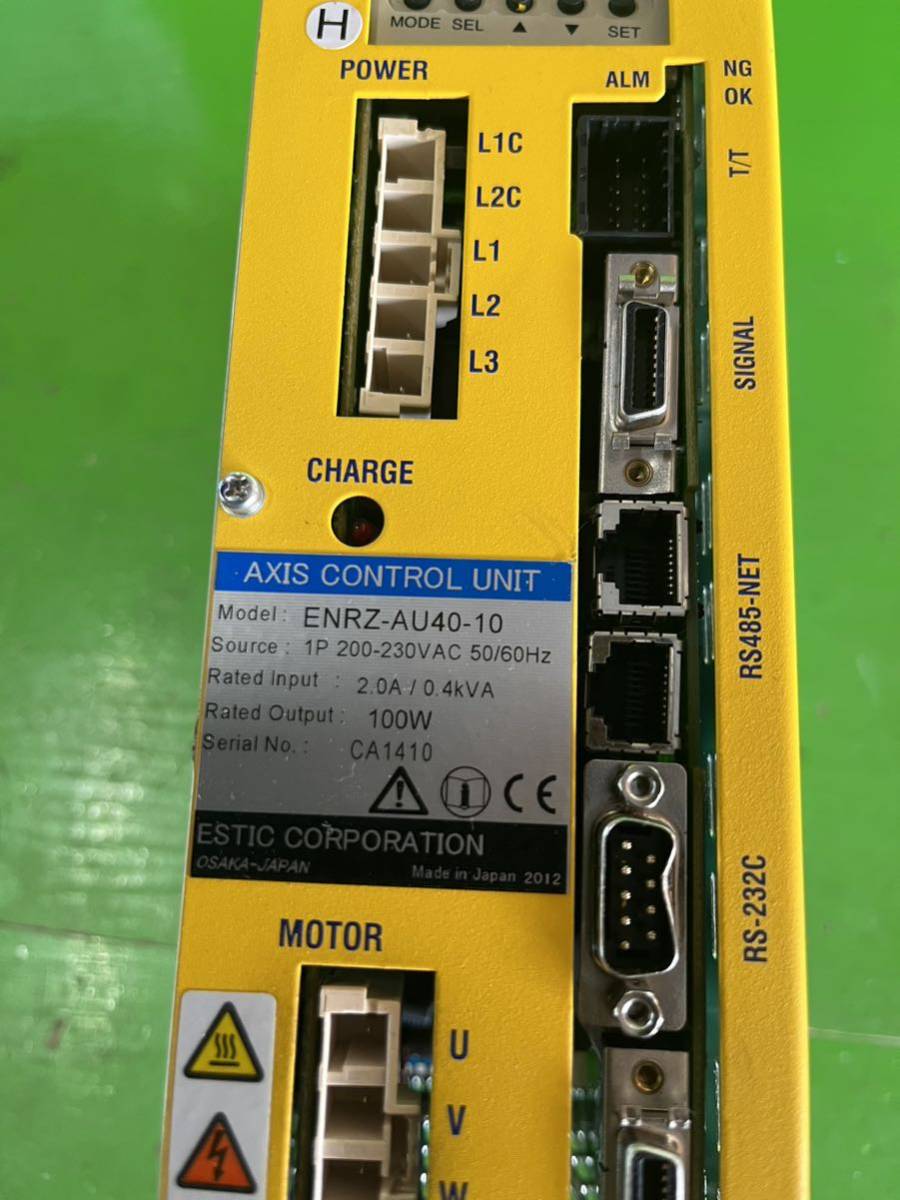 MODE SEL ▲ ▼ SET
H
POWER
ALM
NG
OK
T/T
L1C
L2C
L1
L2
L3
SIGNAL
CHARGE
AXIS CONTROL UNIT
Model: ENRZ-AU40-10
Source: 1P 200-230VAC 50/60Hz
Rated Input : 2.0A / 0.4kVA
Rated Output: 100W
Serial No. : CA1410
CE
ESTIC CORPORATION
OSAKA-JAPAN Made in Japan 2012
RS485-NET
RS-232C
MOTOR
U
V
W